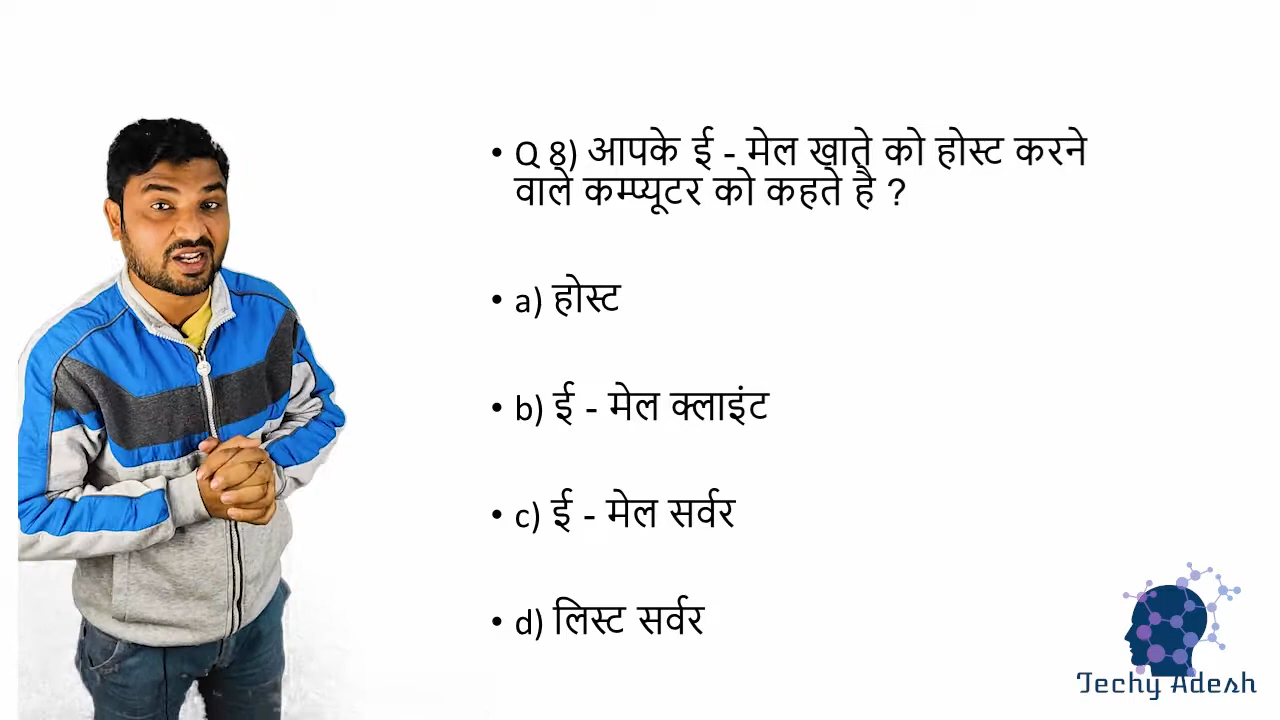 • Q 8) आपके ई - मेल खाते को होस्ट करने
वाले कम्प्यूटर को कहते है ?
• a) होस्ट
• b) ई - मेल क्लाइंट
• c) ई - मेल सर्वर
• d) लिस्ट सर्वर
Techy Adesh